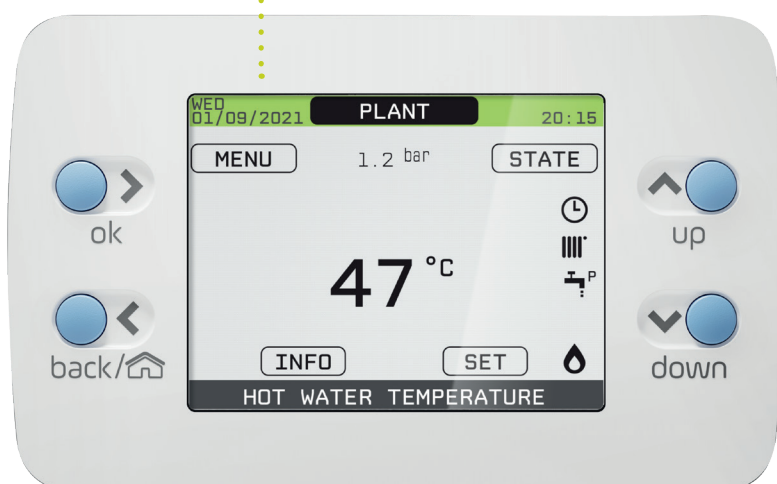 WED
01/09/2021 PLANT 20:15
MENU 1.2 bar STATE
ok
up
47 °C
P
back/
down
INFO SET
HOT WATER TEMPERATURE